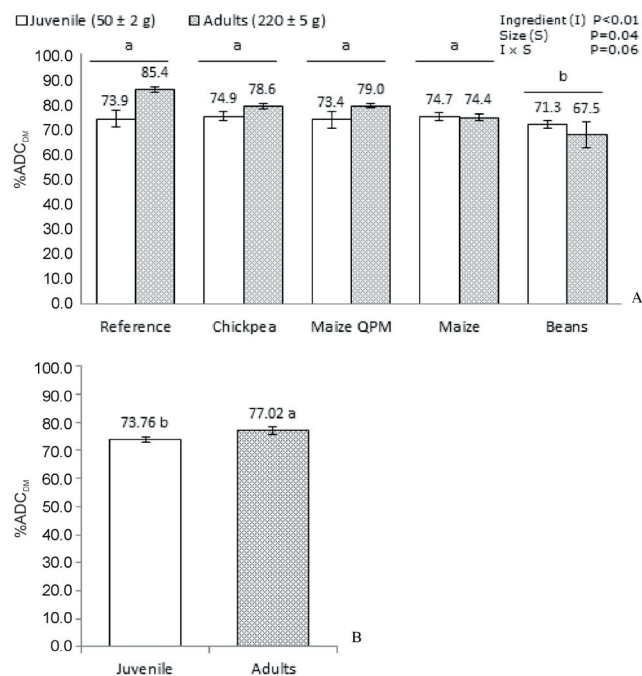 Juvenile (50 ± 2 g) Adults (220 ± 5 g)
Ingredient (I) P<0.01
Size (S) P=0.04
I × S P=0.06
a a a a b
73.9 85.4 74.9 78.6 73.4 79.0 74.7 74.4 71.3 67.5
%ADCDM
100.0
90.0
80.0
70.0
60.0
50.0
40.0
30.0
20.0
10.0
0.0
Reference Chickpea Maize QPM Maize Beans
A
%ADCDM
100.0
90.0
80.0
70.0
60.0
50.0
40.0
30.0
20.0
10.0
0.0
73.76 b 77.02 a
Juvenile Adults
B